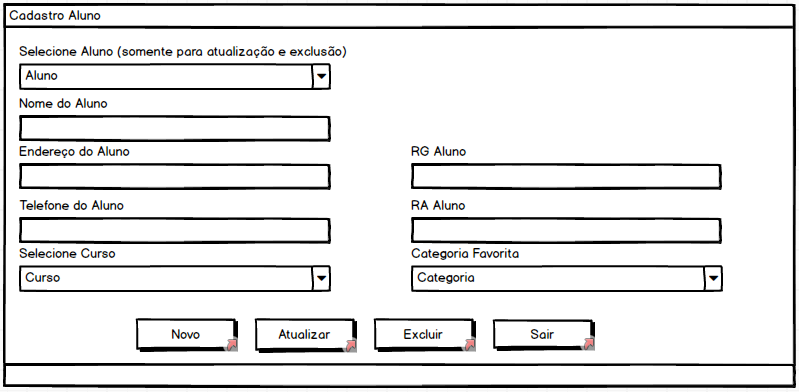 Cadastro Aluno
Selecione Aluno (somente para atualização e exclusão)
Aluno
Nome do Aluno
Endereço do Aluno
RG Aluno
Telefone do Aluno
RA Aluno
Selecione Curso
Categoria Favorita
Curso
Categoria
Novo
Atualizar
Excluir
Sair